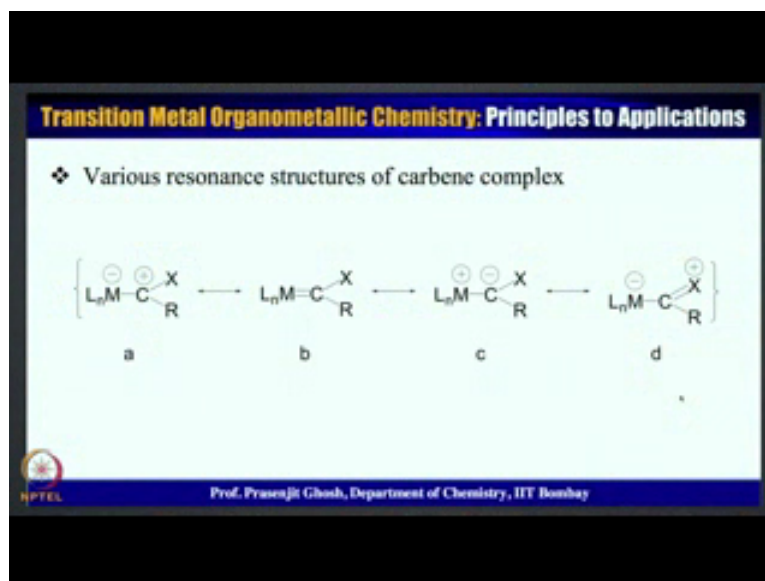 Transition Metal Organometallic Chemistry: Principles to Applications
❖ Various resonance structures of carbene complex
LnM−C X R ⟷ LnM=C X R ⟷ LnM−C X R ⟷ LnM−C X R
a b c d
NPTEL
Prof. Prasenjit Ghosh, Department of Chemistry, IIT Bombay